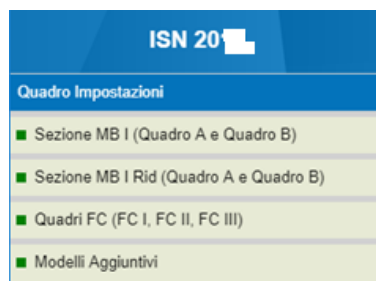 ISN 20
Quadro Impostazioni
Sezione MB I (Quadro A e Quadro B)
Sezione MB I Rid (Quadro A e Quadro B)
Quadri FC (FC I, FC II, FC III)
Modelli Aggiuntivi